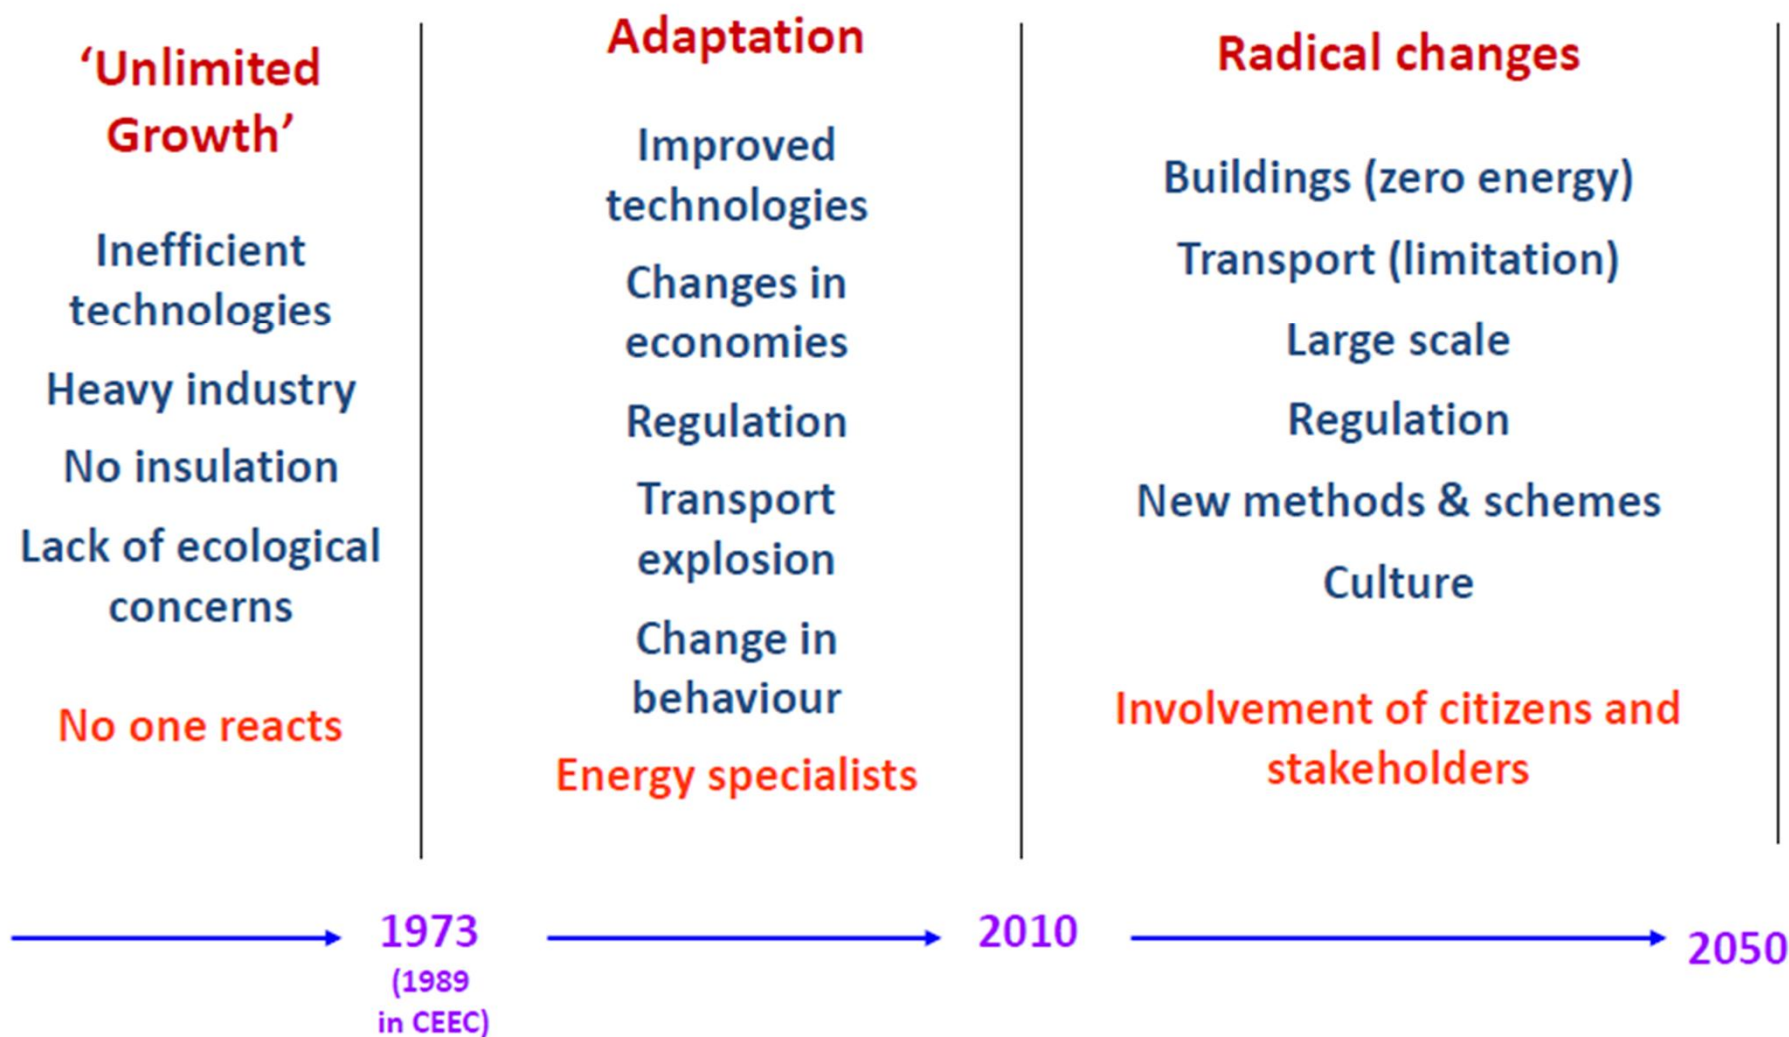 ‘Unlimited
Growth’
Inefficient
technologies
Heavy industry
No insulation
Lack of ecological
concerns
No one reacts
Adaptation
Improved
technologies
Changes in
economies
Regulation
Transport
explosion
Change in
behaviour
Energy specialists
Radical changes
Buildings (zero energy)
Transport (limitation)
Large scale
Regulation
New methods & schemes
Culture
Involvement of citizens and
stakeholders
1973
(1989
in CEEC)
2010
2050